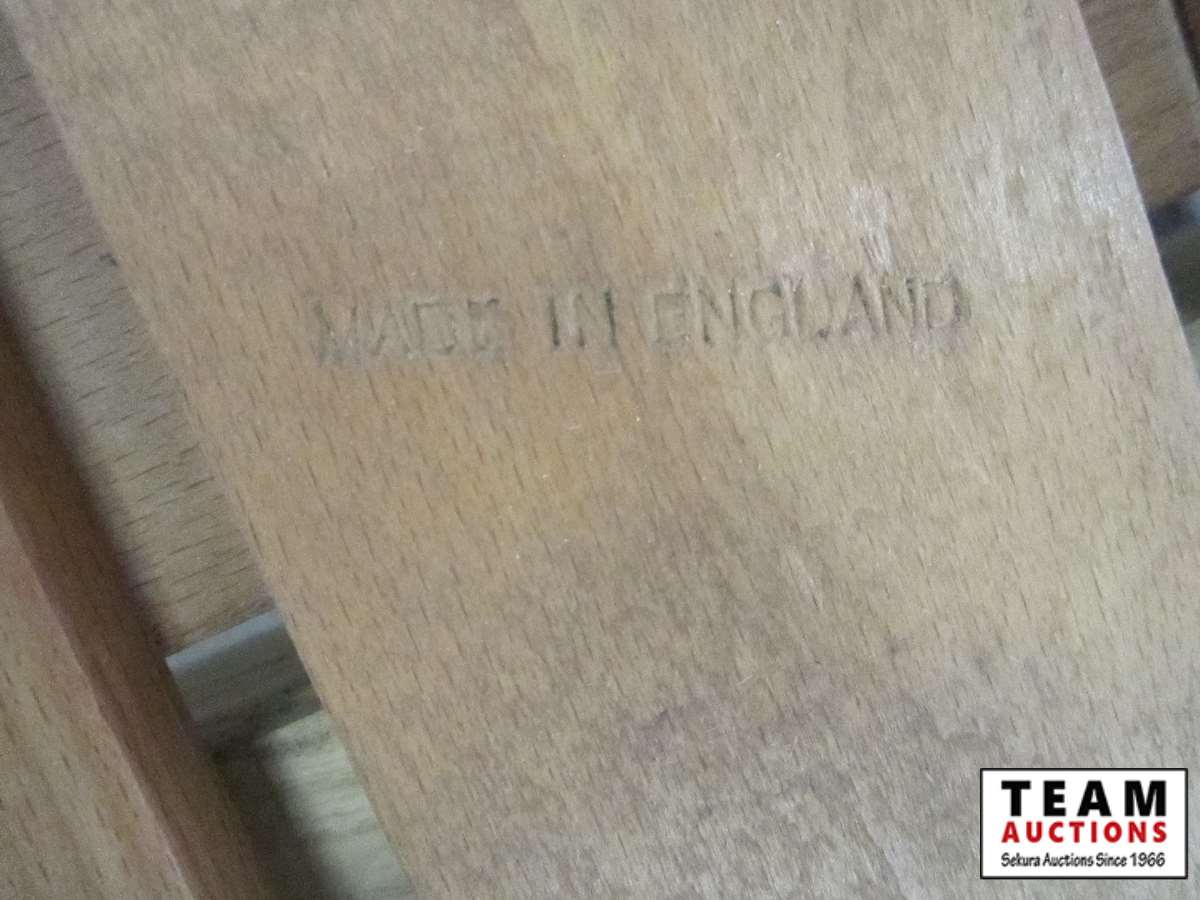 MADE IN ENGLAND
TEAM
AUCTIONS
Sekura Auctions Since 1966